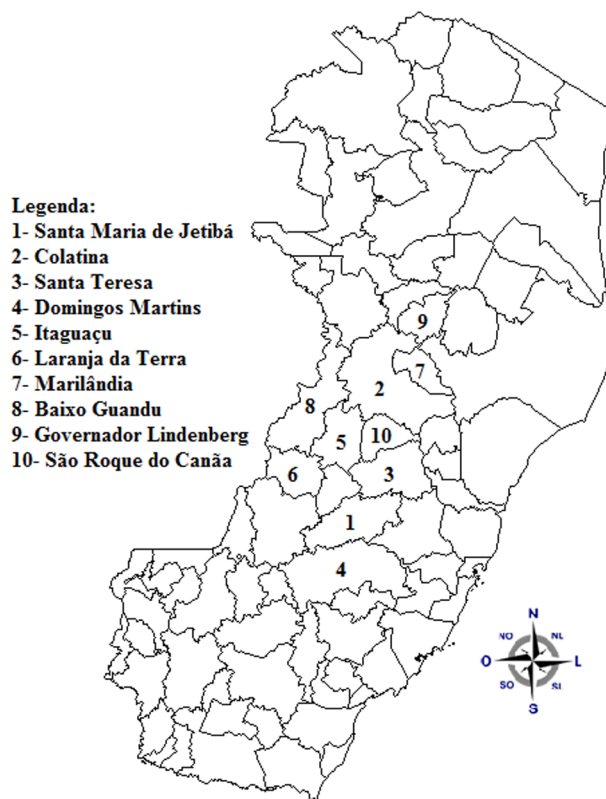 Legenda:
1- Santa Maria de Jetibá
2- Colatina
3- Santa Teresa
4- Domingos Martins
5- Itaguaçu
6- Laranja da Terra
7- Marilândia
8- Baixo Guandu
9- Governador Lindenberg
10- São Roque do Canãa
9
7
2
8
10
5
6
3
1
4
N
NO
NL
O
L
SO
SL
S